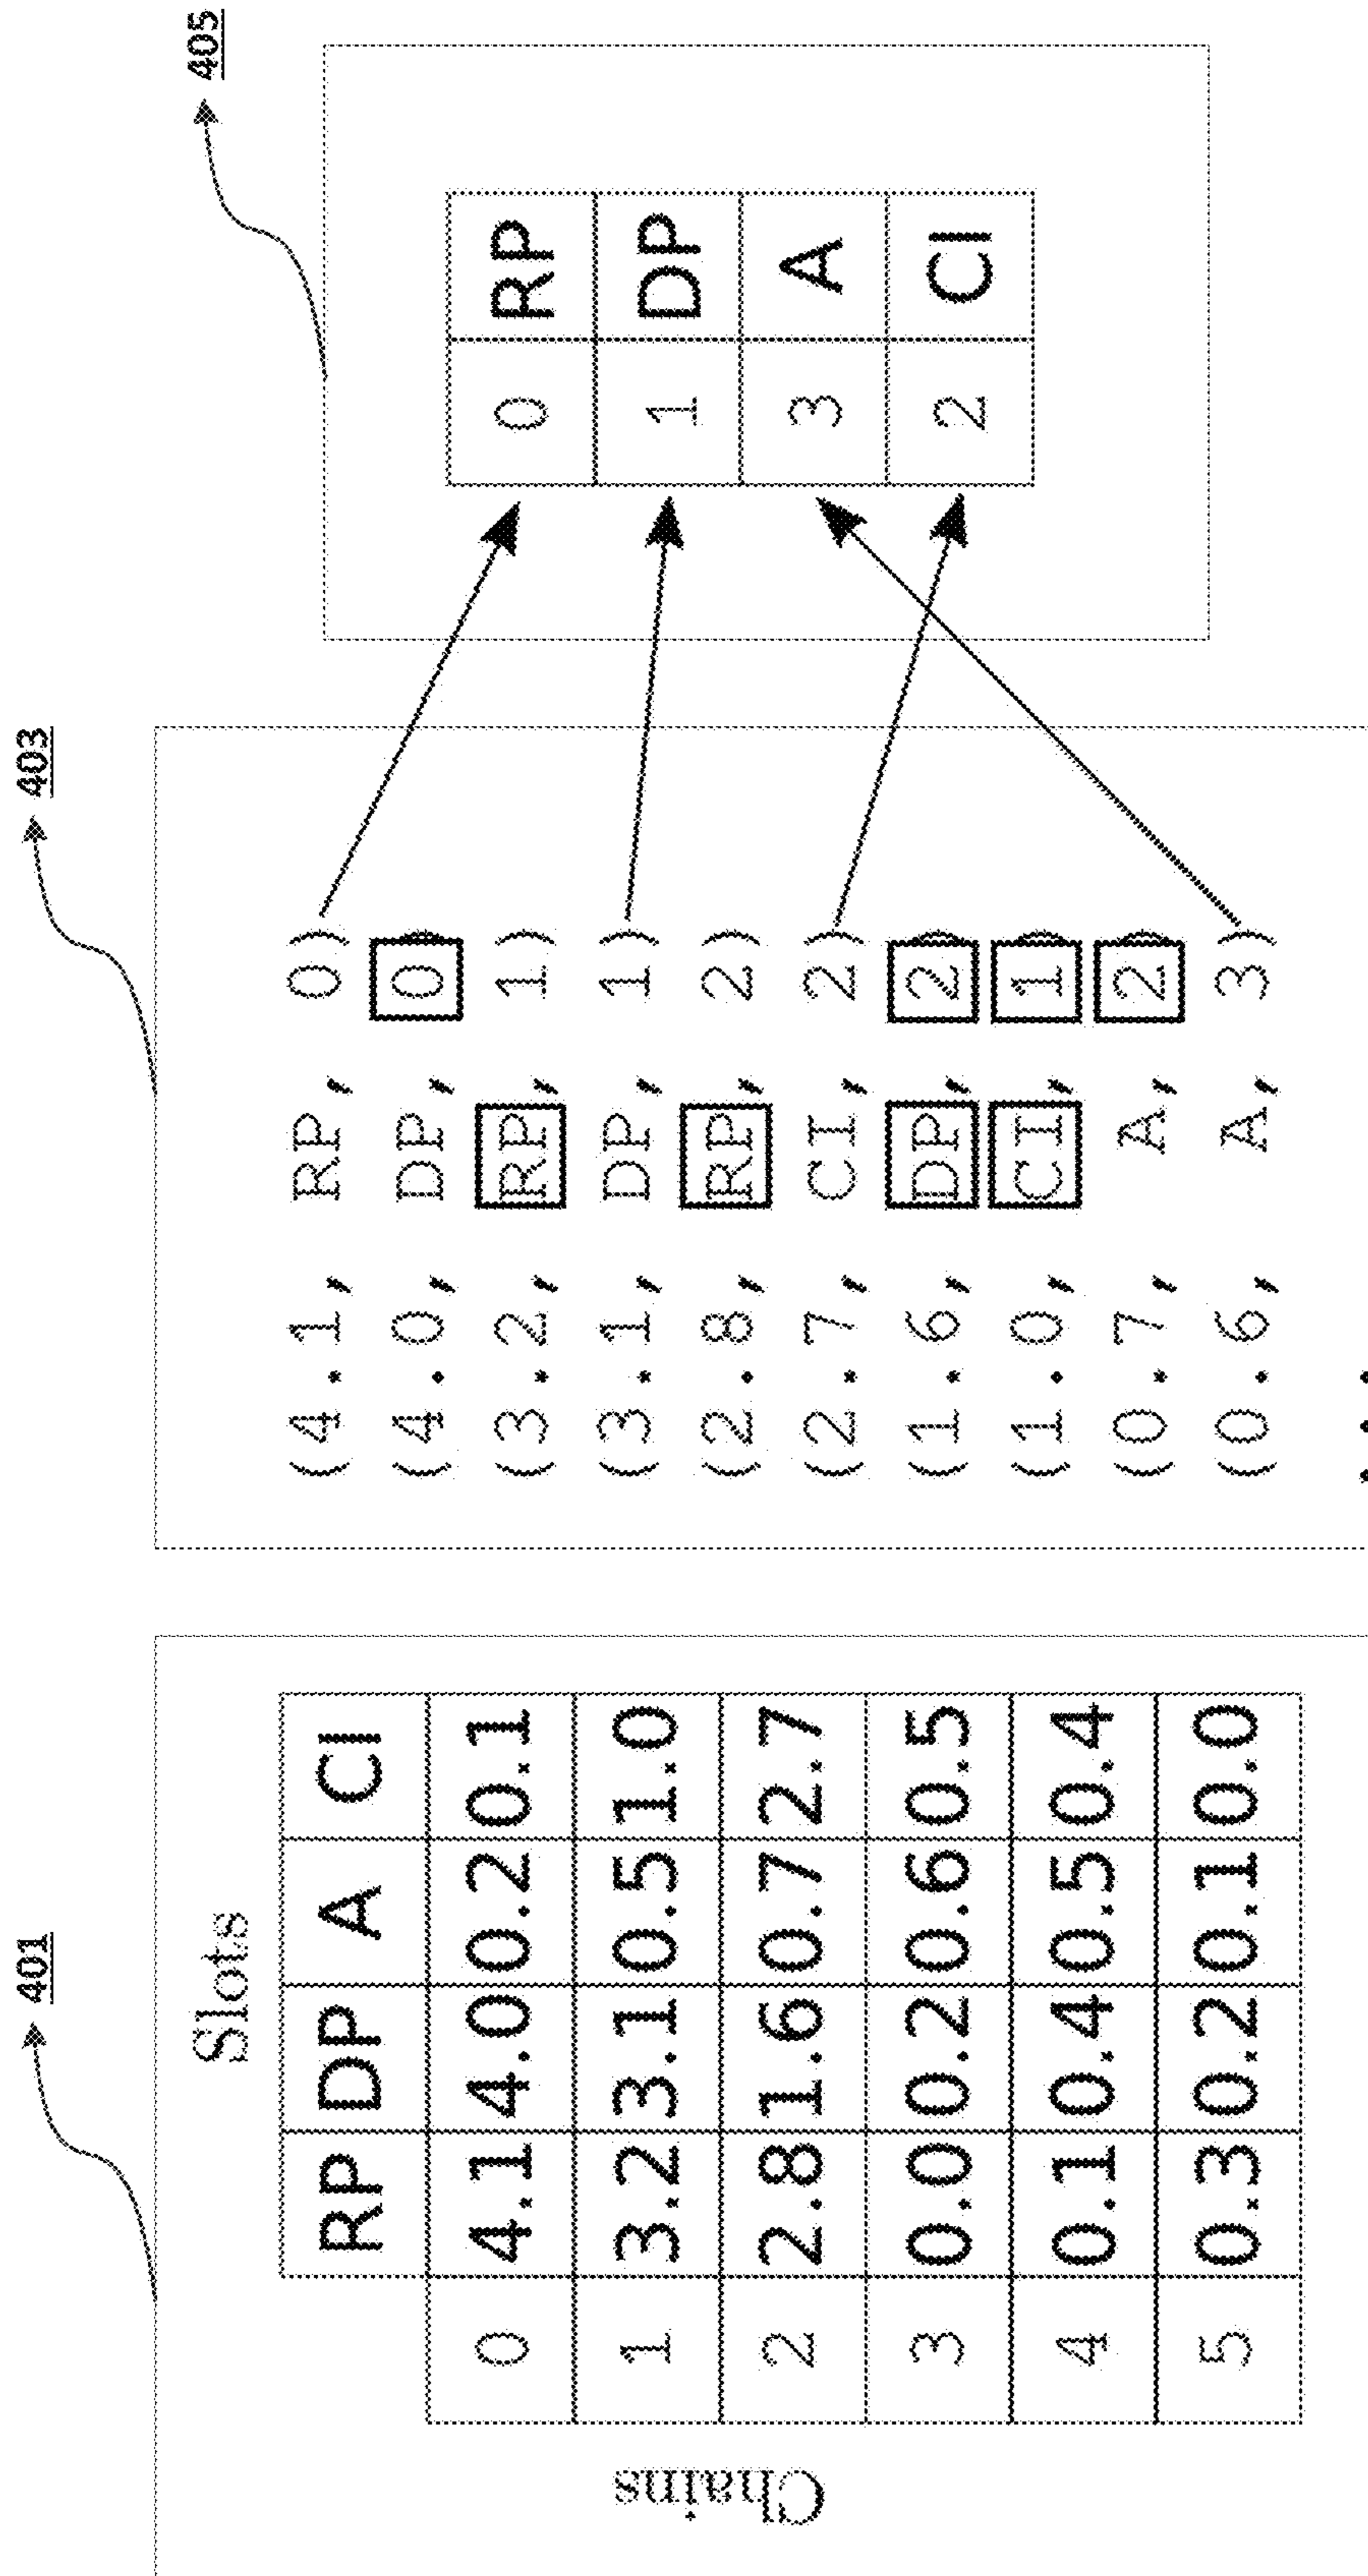 401
Slots
RP DP A CI
0 4.1 4.0 0.2 0.1
1 3.2 3.1 0.5 1.0
2 2.8 1.6 0.7 2.7
3 0.0 0.2 0.6 0.5
4 0.1 0.4 0.5 0.4
5 0.3 0.2 0.1 0.0
Chains
403
(4.1, RP, 0)
(4.0, DP, 0)
(3.2, RP, 1)
(3.1, DP, 1)
(2.8, RP, 2)
(2.7, CI, 2)
(1.6, DP, 2)
(1.0, CI, 1)
(0.7, A, 2)
(0.6, A, 3)
...
405
0 RP
1 DP
3 A
2 CI